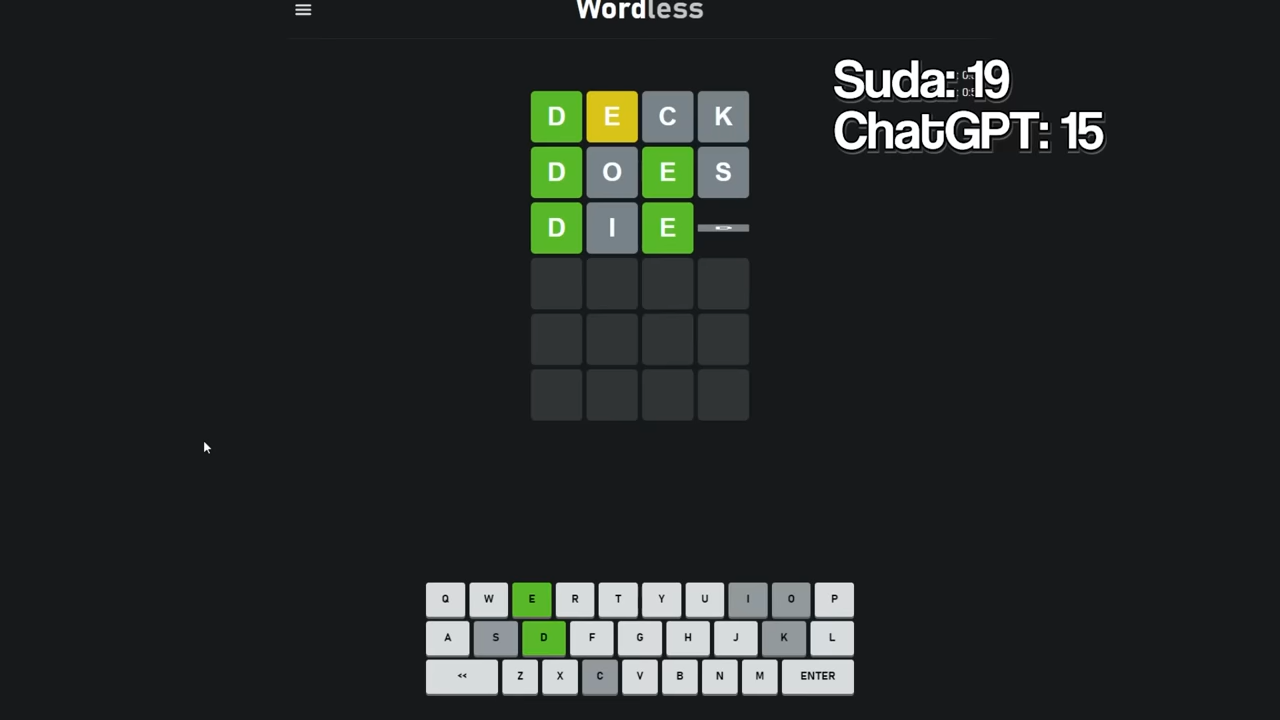 Wordless
Suda: 19
ChatGPT: 15
D E C K
D O E S
D I E
Q W E R T Y U I O P
A S D F G H J K L
<< Z X C V B N M ENTER